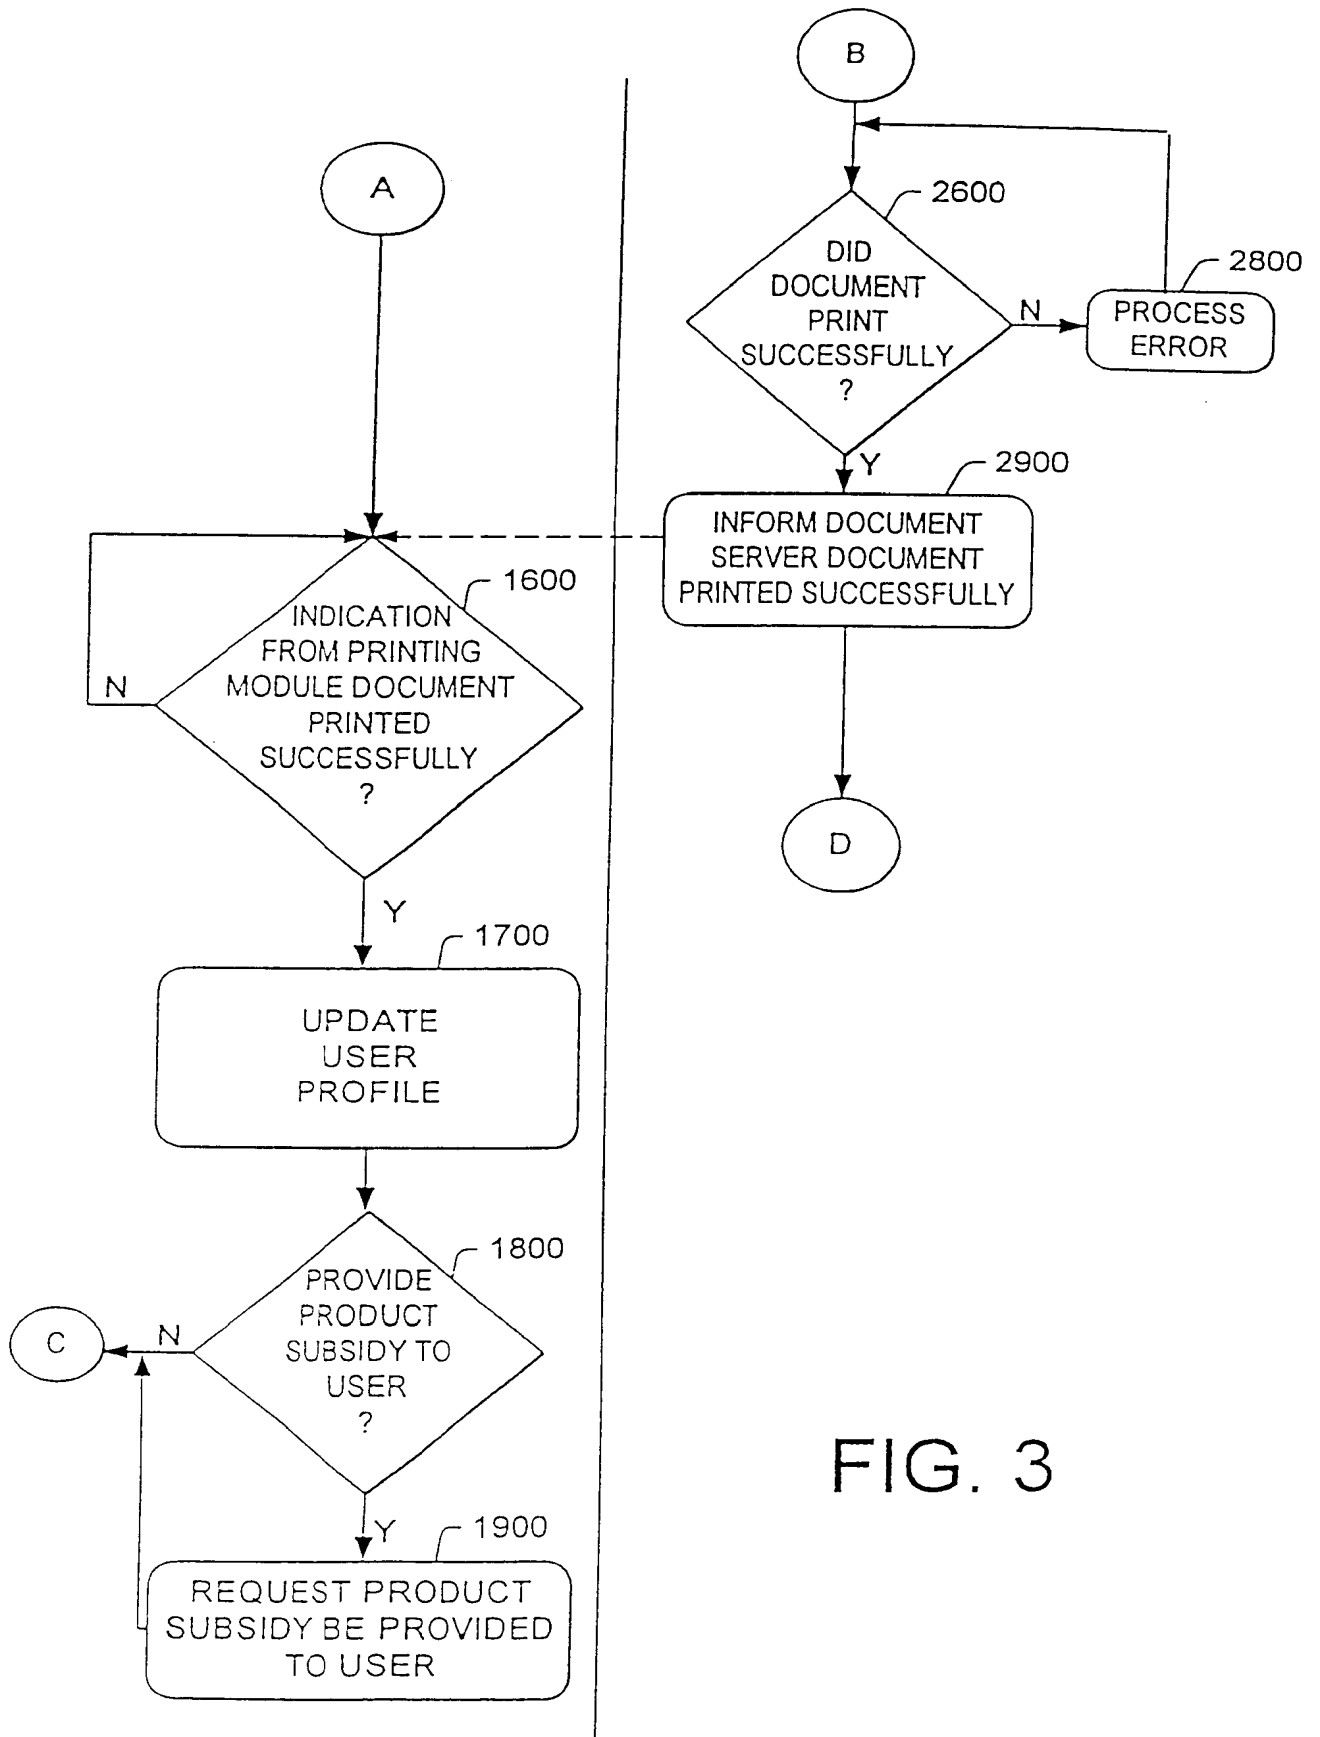 A
1600
INDICATION
FROM PRINTING
MODULE DOCUMENT
PRINTED
SUCCESSFULLY
?
N
Y
1700
UPDATE
USER
PROFILE
1800
PROVIDE
PRODUCT
SUBSIDY TO
USER
?
N
C
Y
1900
REQUEST PRODUCT
SUBSIDY BE PROVIDED
TO USER
B
2600
DID
DOCUMENT
PRINT
SUCCESSFULLY
?
N
2800
PROCESS
ERROR
Y
2900
INFORM DOCUMENT
SERVER DOCUMENT
PRINTED SUCCESSFULLY
D
FIG. 3